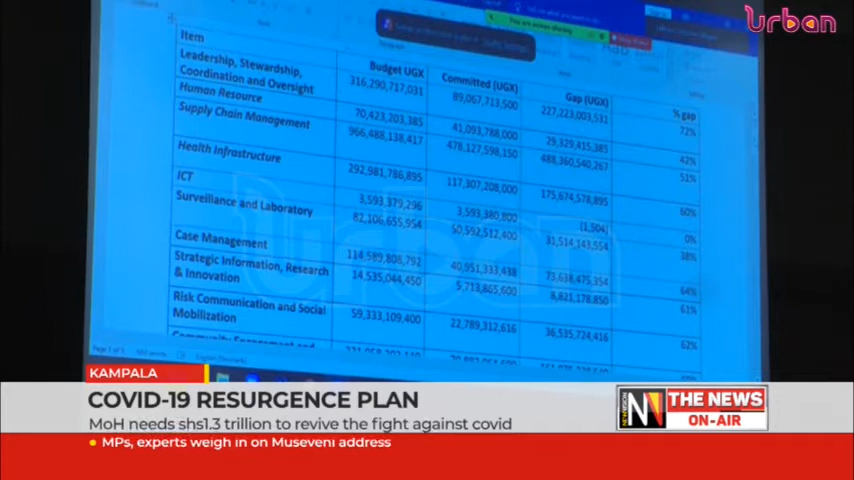 urban
You are screen sharing
Item Budget UGX Committed (UGX) Gap (UGX) % gap
Leadership, Stewardship,
Coordination and Oversight 316,290,717,031 89,067,713,500 227,223,003,531 72%
Human Resource 70,423,203,385 41,093,788,000 29,329,415,385 42%
Supply Chain Management 966,488,138,417 478,127,598,150 488,360,540,267 51%
Health Infrastructure 292,981,786,895 117,307,208,000 175,674,578,895 60%
ICT 3,593,379,296 3,593,380,800 (1,504) 0%
Surveillance and Laboratory 82,106,655,954 50,592,512,400 31,514,143,554 38%
Case Management 114,589,808,792 40,951,333,438 73,638,475,354 64%
Strategic Information, Research
& Innovation 14,535,044,450 5,713,865,600 8,821,178,850 61%
Risk Communication and Social
Mobilization 59,333,109,400 22,789,312,616 36,535,724,416 62%
urban
KAMPALA
COVID-19 RESURGENCE PLAN
MoH needs shs1.3 trillion to revive the fight against covid
NEW VISION
N
THE NEWS
ON-AIR
MPs, experts weigh in on Museveni address